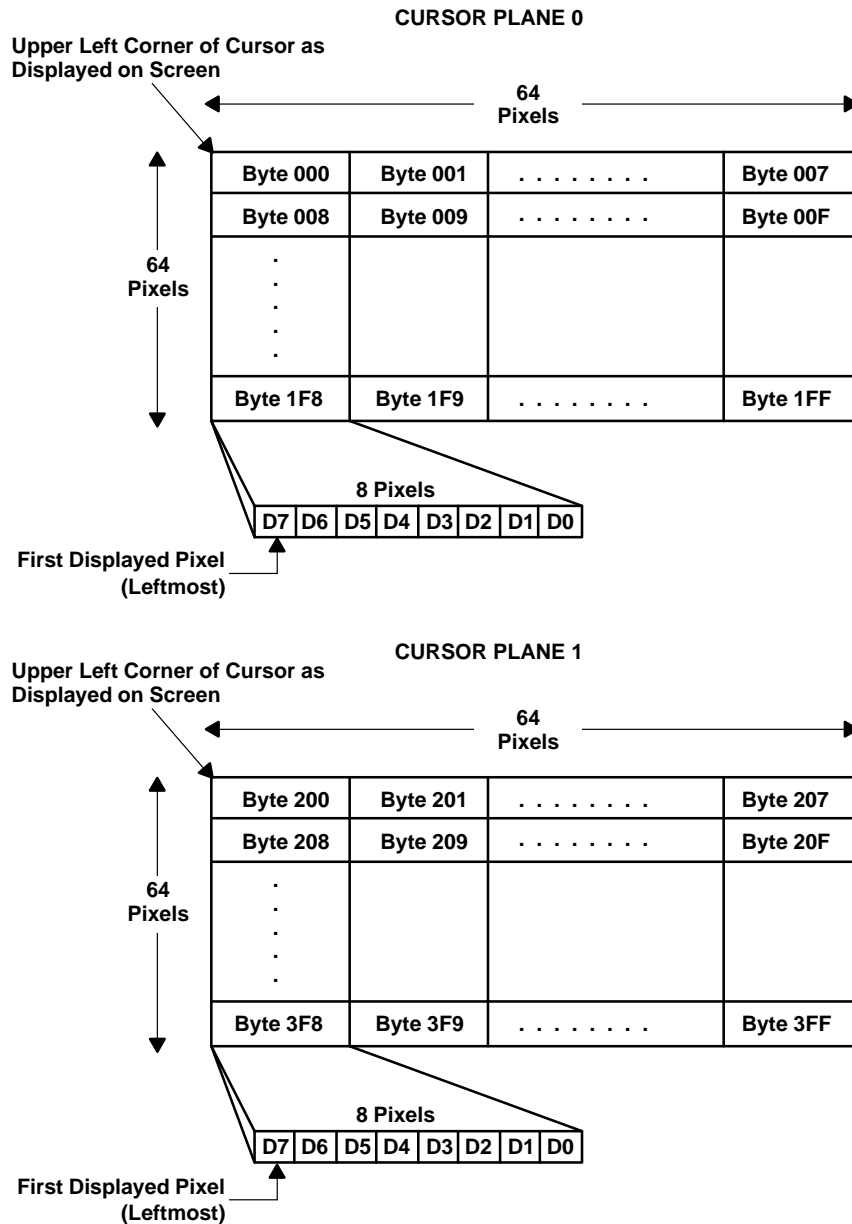 CURSOR PLANE 0
Upper Left Corner of Cursor as
Displayed on Screen
64
Pixels
Byte 000 Byte 001 . . . . . . . . Byte 007
Byte 008 Byte 009 . . . . . . . . Byte 00F
64
Pixels
.
.
.
.
.
Byte 1F8 Byte 1F9 . . . . . . . . Byte 1FF
8 Pixels
D7 D6 D5 D4 D3 D2 D1 D0
First Displayed Pixel
(Leftmost)
CURSOR PLANE 1
Upper Left Corner of Cursor as
Displayed on Screen
64
Pixels
Byte 200 Byte 201 . . . . . . . . Byte 207
Byte 208 Byte 209 . . . . . . . . Byte 20F
64
Pixels
.
.
.
.
.
Byte 3F8 Byte 3F9 . . . . . . . . Byte 3FF
8 Pixels
D7 D6 D5 D4 D3 D2 D1 D0
First Displayed Pixel
(Leftmost)